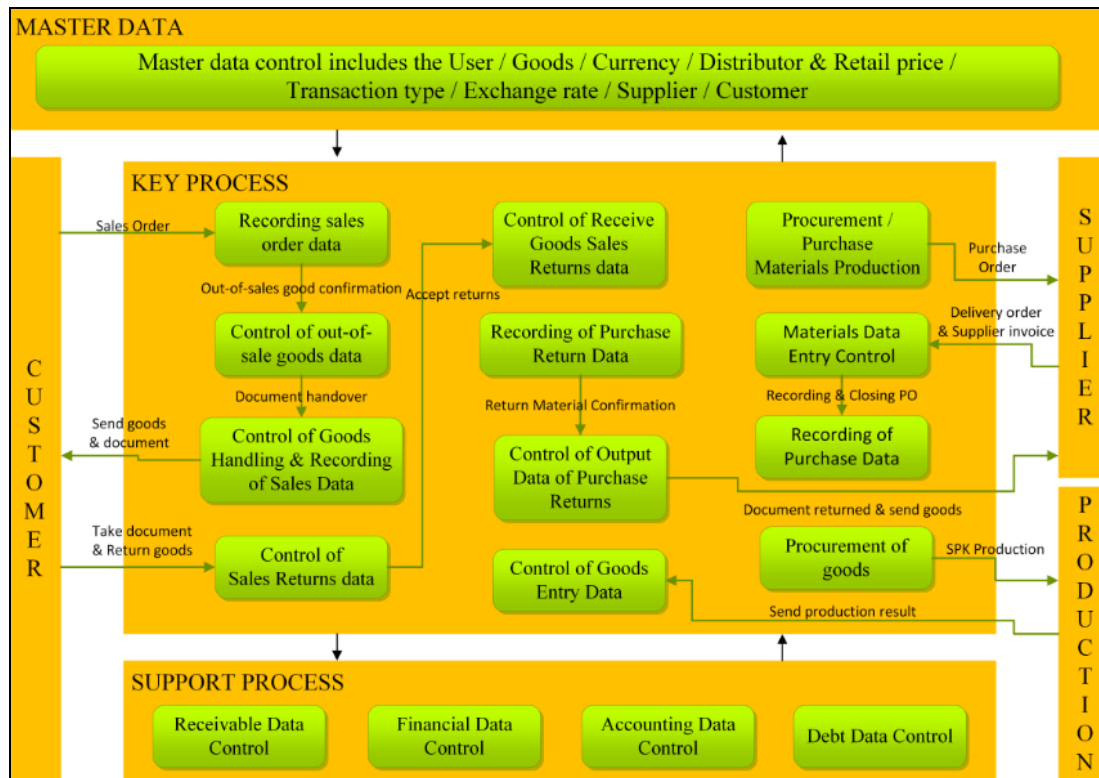 MASTER DATA
Master data control includes the User / Goods / Currency / Distributor & Retail price /
Transaction type / Exchange rate / Supplier / Customer
CUSTOMER
KEY PROCESS
Sales Order
Recording sales
order data
Out-of-sales good confirmation
Control of out-of-
sale goods data
Document handover
Control of Goods
Handling & Recording
of Sales Data
Send goods
& document
Take document
& Return goods
Control of
Sales Returns data
Accept returns
Control of Receive
Goods Sales
Returns data
Recording of Purchase
Return Data
Return Material Confirmation
Control of Output
Data of Purchase
Returns
Document returned & send goods
Control of Goods
Entry Data
Procurement /
Purchase
Materials Production
Purchase
Order
Delivery order
& Supplier invoice
Materials Data
Entry Control
Recording & Closing PO
Recording of
Purchase Data
Procurement of
goods
SPK Production
Send production result
SUPPLIER
PRODUCTION
SUPPORT PROCESS
Receivable Data
Control
Financial Data
Control
Accounting Data
Control
Debt Data Control